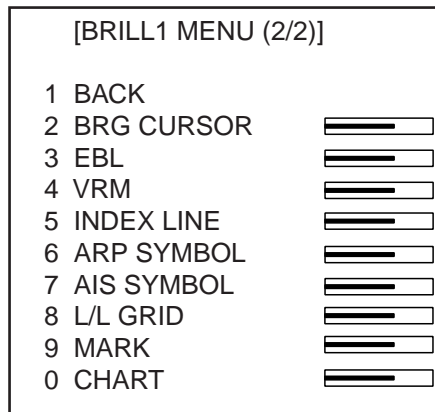 [BRILL1 MENU (2/2)]
1 BACK
2 BRG CURSOR
3 EBL
4 VRM
5 INDEX LINE
6 ARP SYMBOL
7 AIS SYMBOL
8 L/L GRID
9 MARK
0 CHART